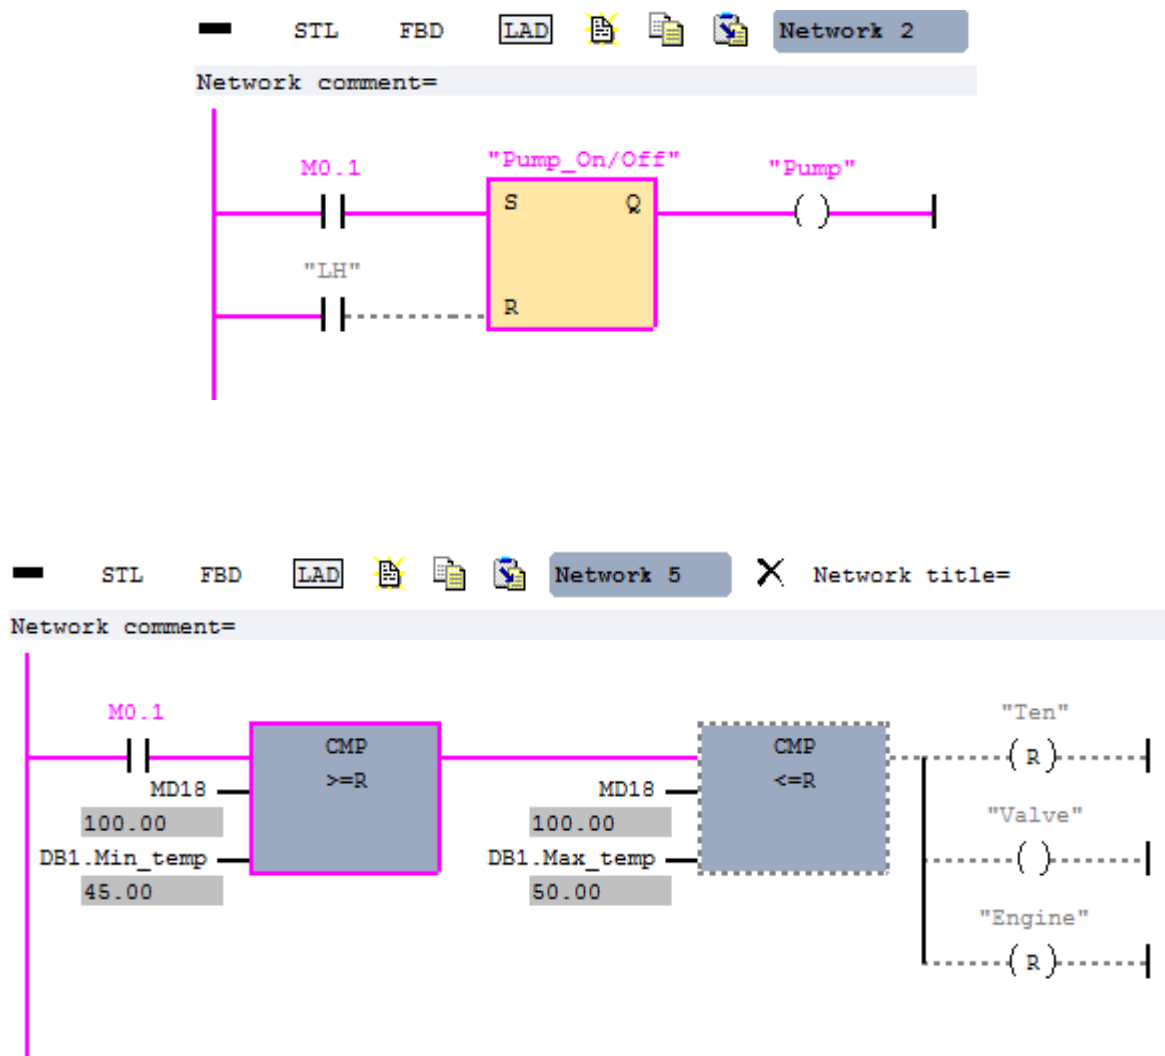 STL FBD LAD Network 2
Network comment=
M0.1 "Pump_On/Off" "Pump"
S Q
"LH"
R
STL FBD LAD Network 5 Network title=
Network comment=
M0.1 "Ten"
CMP CMP (R)
MD18 >=R MD18 <=R
100.00 100.00 "Valve"
DB1.Min_temp DB1.Max_temp ( )
45.00 50.00
"Engine"
(R)